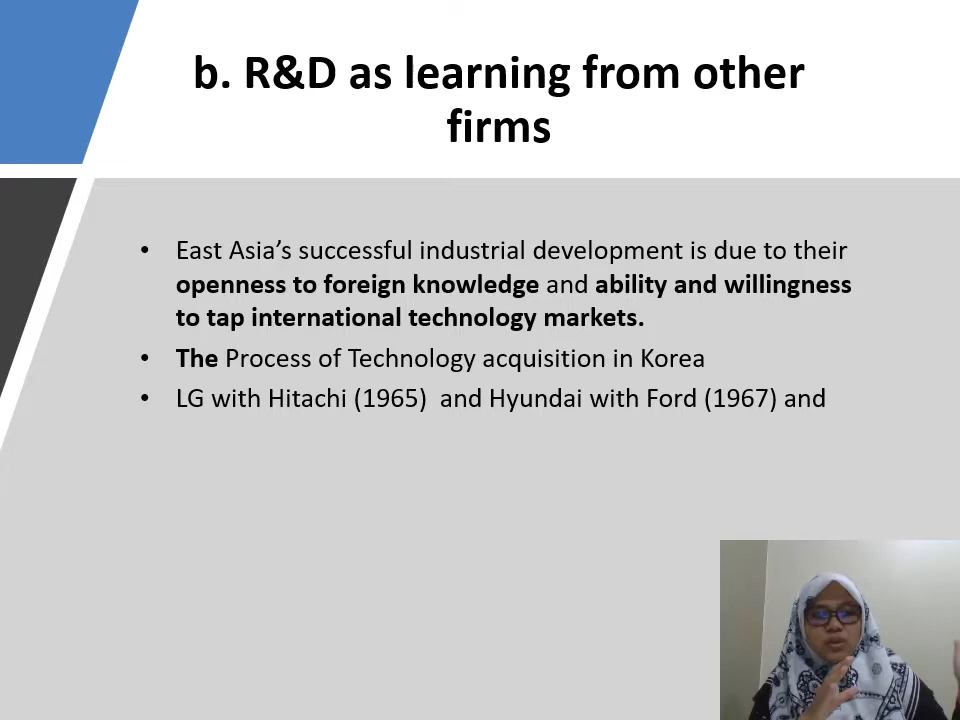 b. R&D as learning from other
firms
• East Asia’s successful industrial development is due to their
openness to foreign knowledge and ability and willingness
to tap international technology markets.
• The Process of Technology acquisition in Korea
• LG with Hitachi (1965)  and Hyundai with Ford (1967) and